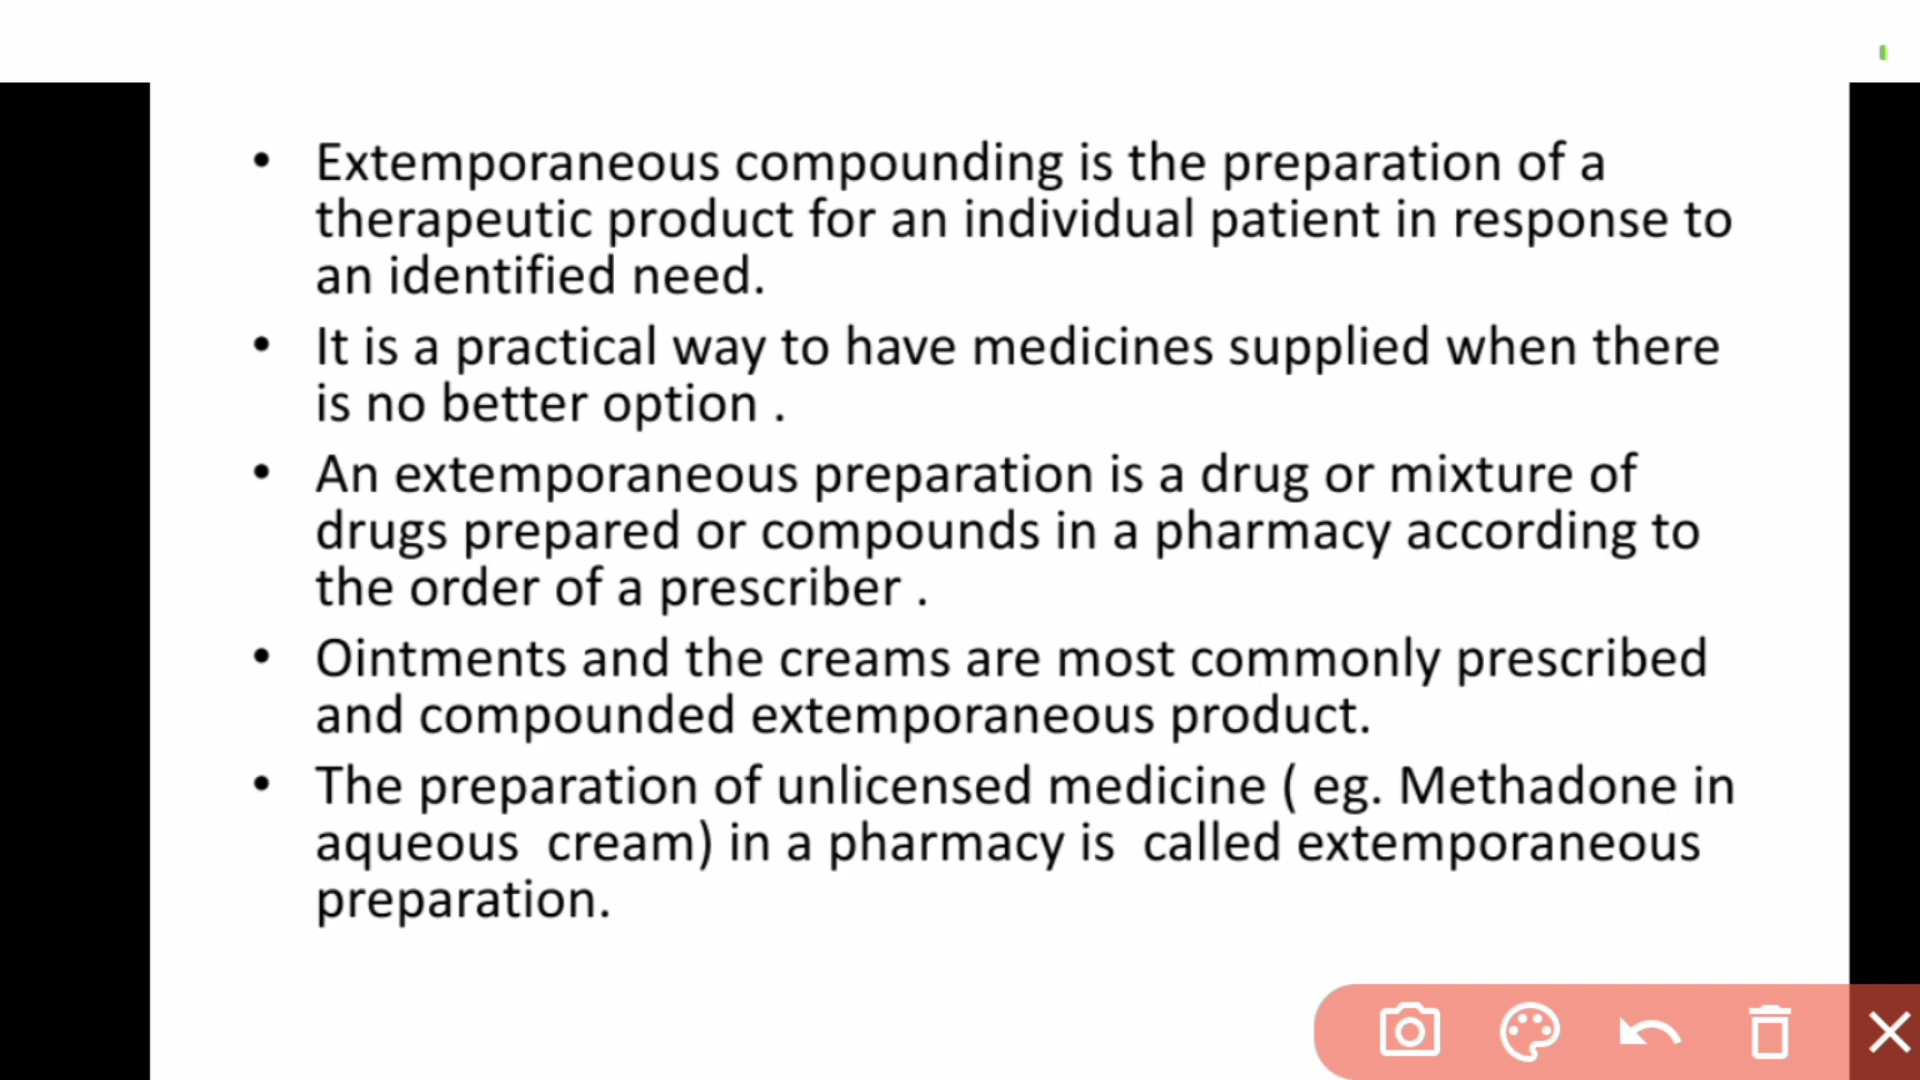 • Extemporaneous compounding is the preparation of a
therapeutic product for an individual patient in response to
an identified need.
• It is a practical way to have medicines supplied when there
is no better option .
• An extemporaneous preparation is a drug or mixture of
drugs prepared or compounds in a pharmacy according to
the order of a prescriber .
• Ointments and the creams are most commonly prescribed
and compounded extemporaneous product.
• The preparation of unlicensed medicine ( eg. Methadone in
aqueous  cream) in a pharmacy is  called extemporaneous
preparation.